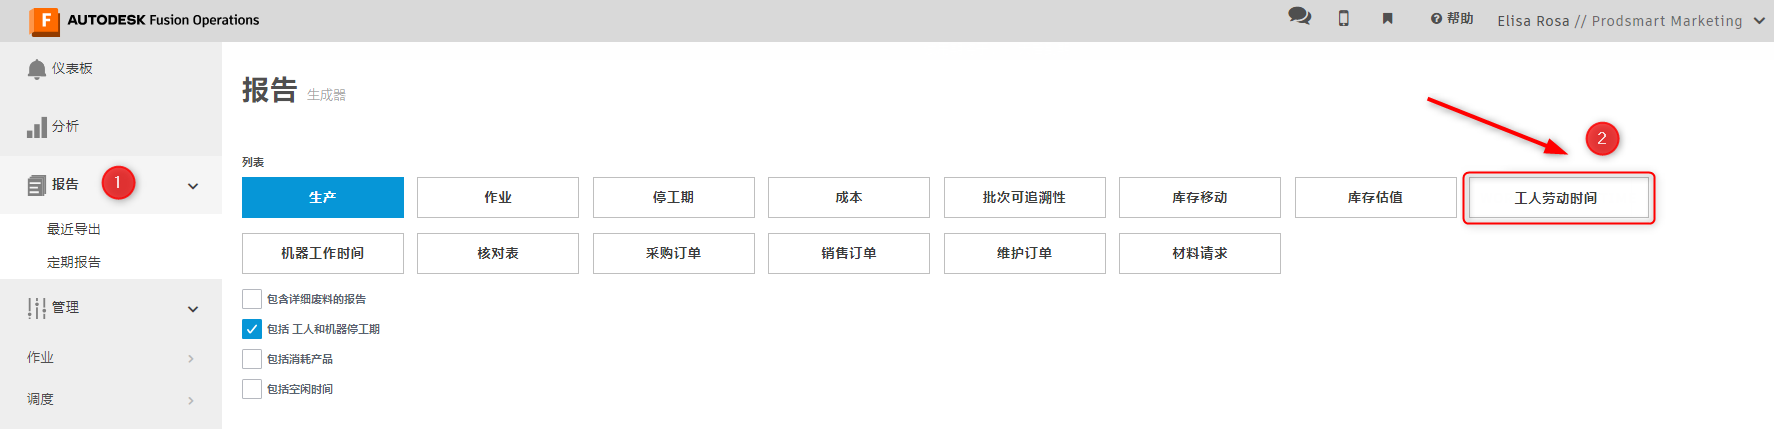 F AUTODESK Fusion Operations
帮助
Elisa Rosa // Prodsmart Marketing
仪表板
分析
报告 1
最近导出
定期报告
管理
作业
调度
报告 生成器
2
列表
生产 作业 停工期 成本 批次可追溯性 库存移动 库存估值 工人劳动时间
机器工作时间 核对表 采购订单 销售订单 维护订单 材料请求
包含详细废料的报告
包括 工人和机器停工期
包括消耗产品
包括空闲时间